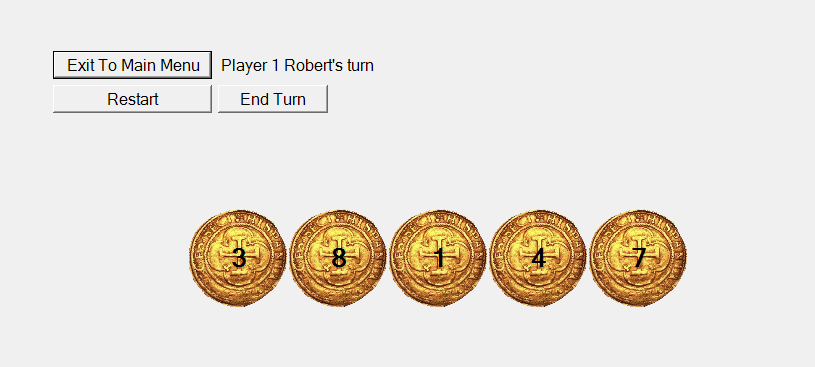 Exit To Main Menu Player 1 Robert's turn
Restart End Turn
3 8 1 4 7